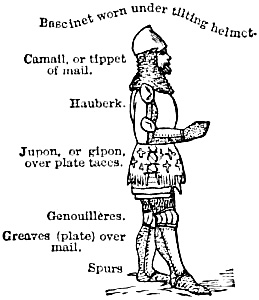 Bascinet worn under tilting helmet-
Camail, or tippet
of mail.
Hauberk.
Jupon, or gipon,
over plate taces.
Genouillères.
Greaves (plate) over
mail.
Spurs